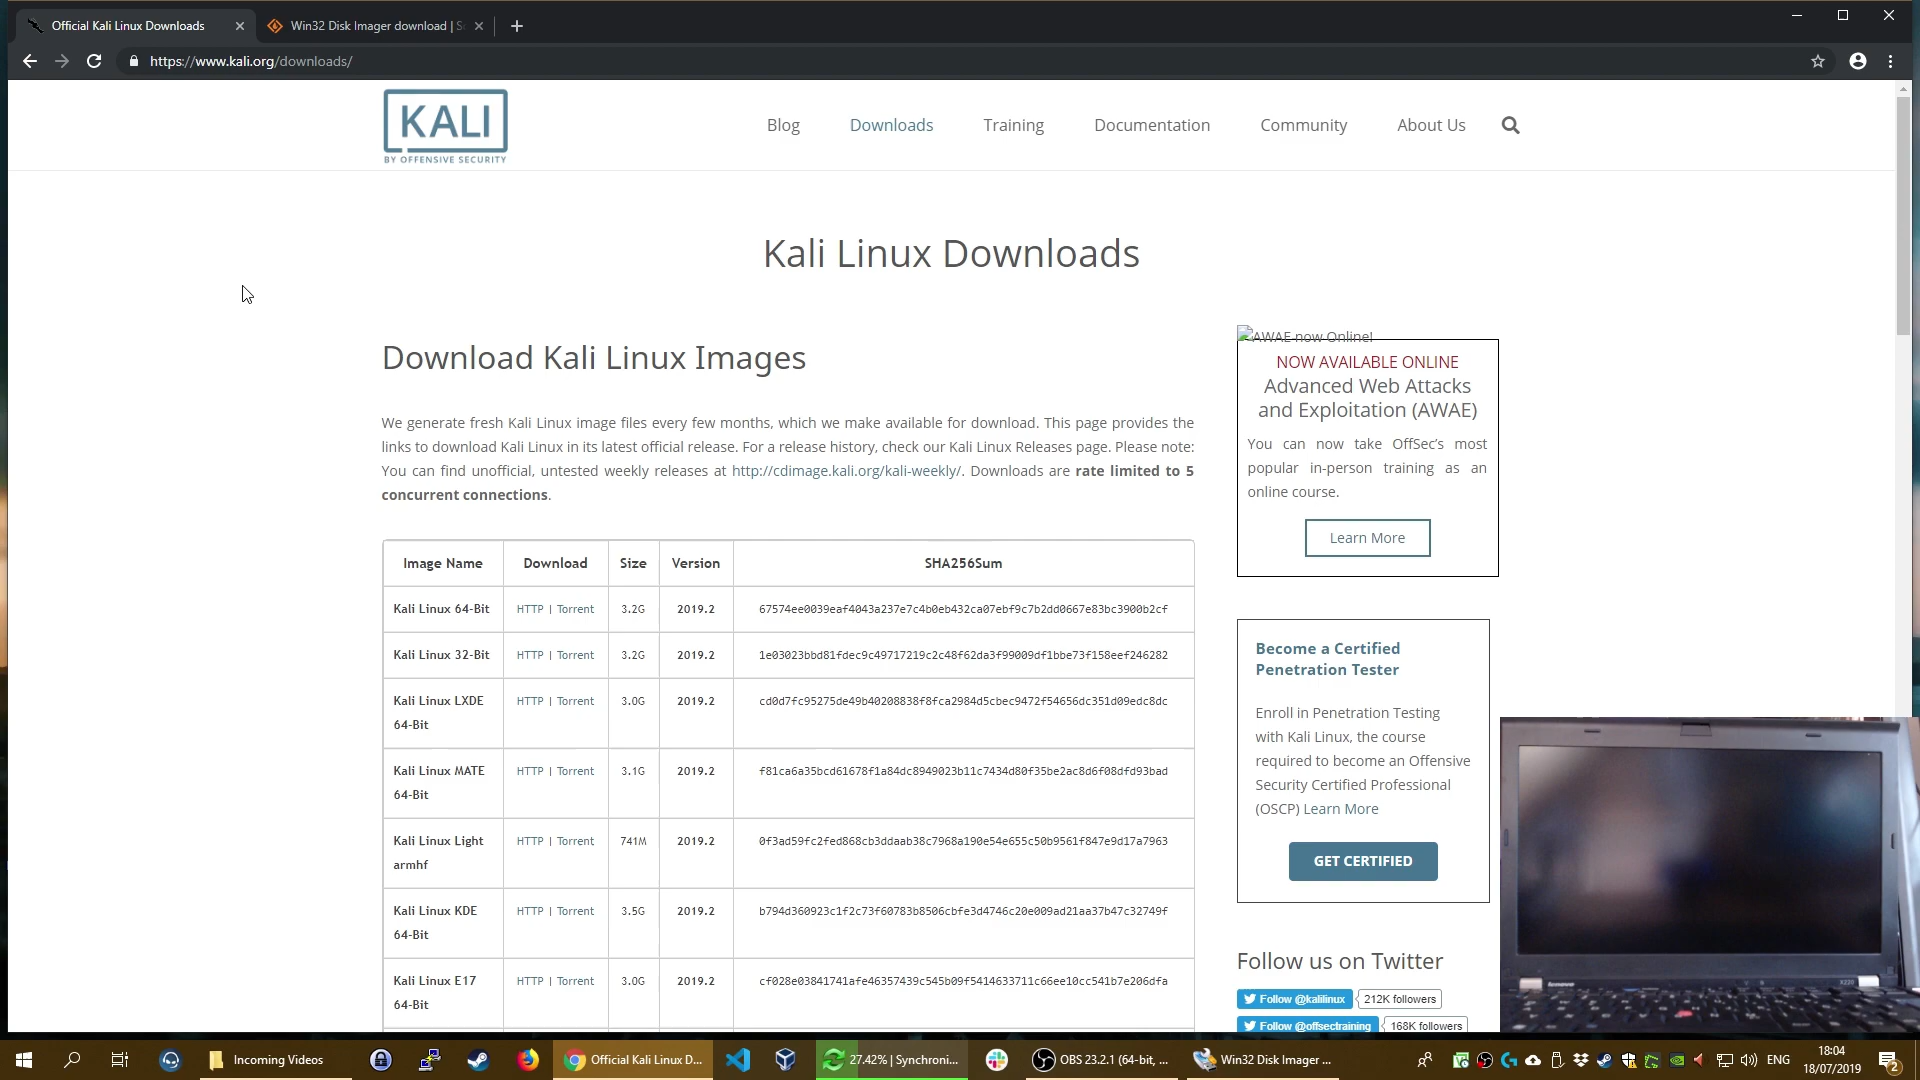 Official Kali Linux Downloads
Win32 Disk Imager download | S
https://www.kali.org/downloads/
KALI
BY OFFENSIVE SECURITY
Blog
Downloads
Training
Documentation
Community
About Us
Kali Linux Downloads
Download Kali Linux Images
We generate fresh Kali Linux image files every few months, which we make available for download. This page provides the
links to download Kali Linux in its latest official release. For a release history, check our Kali Linux Releases page. Please note:
You can find unofficial, untested weekly releases at http://cdimage.kali.org/kali-weekly/. Downloads are rate limited to 5
concurrent connections.
Image Name Download Size Version SHA256Sum
Kali Linux 64-Bit HTTP | Torrent 3.2G 2019.2 67574ee0039eaf4043a237e7c4b0eb432ca07ebf9c7b2dd0667e83bc3900b2cf
Kali Linux 32-Bit HTTP | Torrent 3.2G 2019.2 1e03023bbd81fdec9c49717219c2c48f62da3f99009df1bbe73f158eef246282
Kali Linux LXDE HTTP | Torrent 3.0G 2019.2 cd0d7fc95275de49b40208838f8fca2984d5cbec9472f54656dc351d09edc8dc
64-Bit
Kali Linux MATE HTTP | Torrent 3.1G 2019.2 f81ca6a35bcd61678f1a84dc8949023b11c7434d80f35be2ac8d6f08dfd93bad
64-Bit
Kali Linux Light HTTP | Torrent 741M 2019.2 0f3ad59fc2fed868cb3ddaab38c7968a190e54e655c50b9561f847e9d17a7963
armhf
Kali Linux KDE HTTP | Torrent 3.5G 2019.2 b794d360923c1f2c73f60783b8506cbfe3d4746c20e009ad21aa37b47c32749f
64-Bit
Kali Linux E17 HTTP | Torrent 3.0G 2019.2 cf028e03841741afe46357439c545b09f5414633711c66ee10cc541b7e206dfa
64-Bit
AWAE now Online!
NOW AVAILABLE ONLINE
Advanced Web Attacks
and Exploitation (AWAE)
You can now take OffSec's most
popular in-person training as an
online course.
Learn More
Become a Certified
Penetration Tester
Enroll in Penetration Testing
with Kali Linux, the course
required to become an Offensive
Security Certified Professional
(OSCP) Learn More
GET CERTIFIED
Follow us on Twitter
Follow @kalilinux
212K followers
Follow @offsectraining
168K followers
lenovo
X220
Incoming Videos
Official Kali Linux D...
27.42% | Synchroni...
OBS 23.2.1 (64-bit, ...
Win32 Disk Imager ...
ENG
18:04
18/07/2019
2